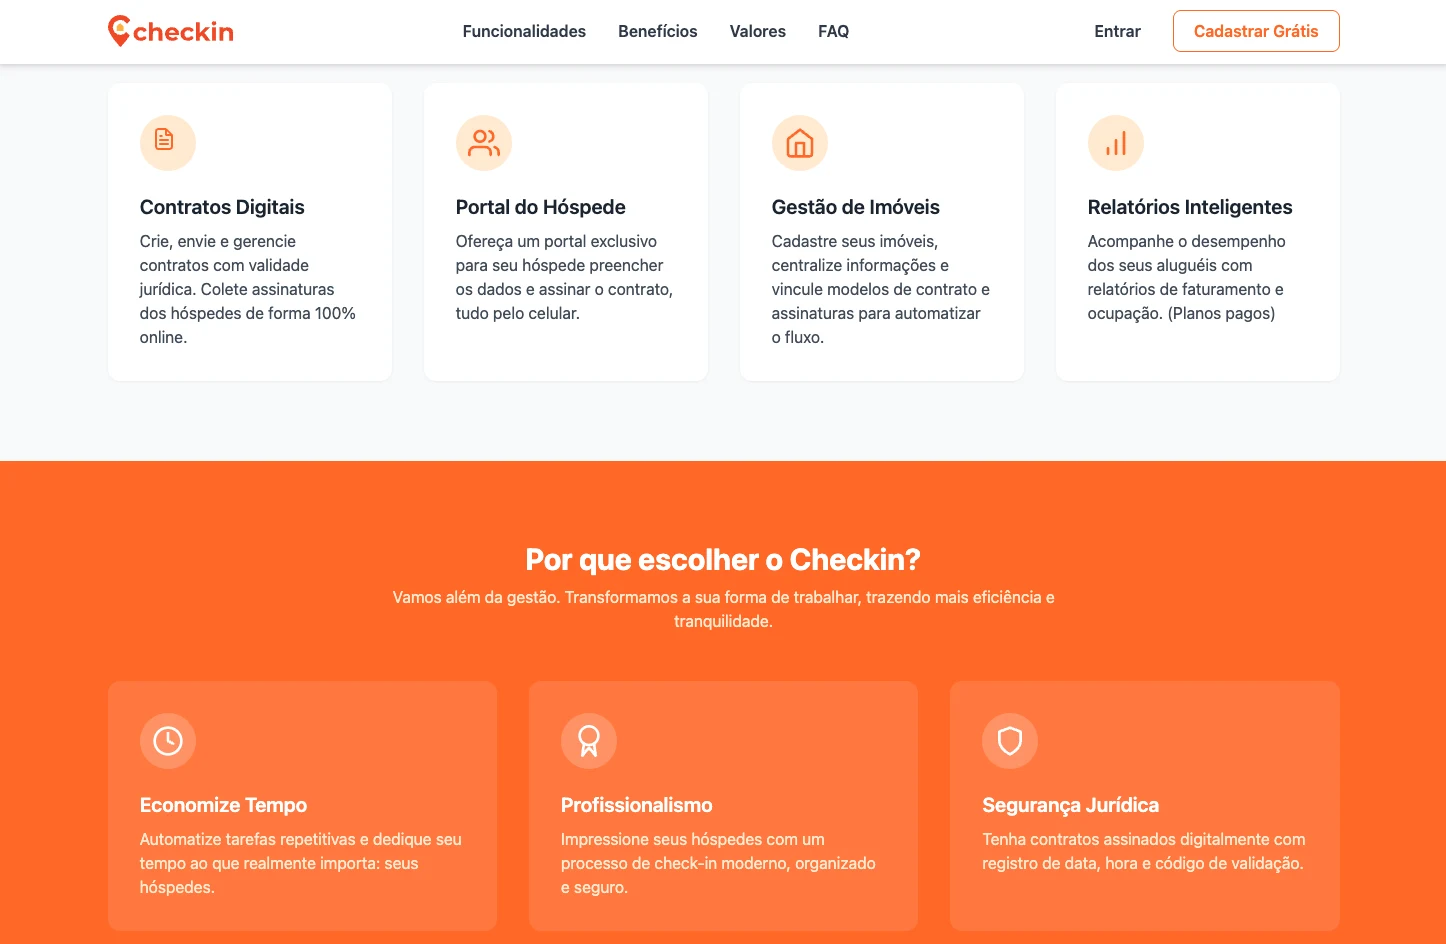 checkin
Funcionalidades
Benefícios
Valores
FAQ
Entrar
Cadastrar Grátis
Contratos Digitais
Crie, envie e gerencie
contratos com validade
jurídica. Colete assinaturas
dos hóspedes de forma 100%
online.
Portal do Hóspede
Ofereça um portal exclusivo
para seu hóspede preencher
os dados e assinar o contrato,
tudo pelo celular.
Gestão de Imóveis
Cadastre seus imóveis,
centralize informações e
vincule modelos de contrato e
assinaturas para automatizar
o fluxo.
Relatórios Inteligentes
Acompanhe o desempenho
dos seus aluguéis com
relatórios de faturamento e
ocupação. (Planos pagos)
Por que escolher o Checkin?
Vamos além da gestão. Transformamos a sua forma de trabalhar, trazendo mais eficiência e
tranquilidade.
Economize Tempo
Automatize tarefas repetitivas e dedique seu
tempo ao que realmente importa: seus
hóspedes.
Profissionalismo
Impressione seus hóspedes com um
processo de check-in moderno, organizado
e seguro.
Segurança Jurídica
Tenha contratos assinados digitalmente com
registro de data, hora e código de validação.